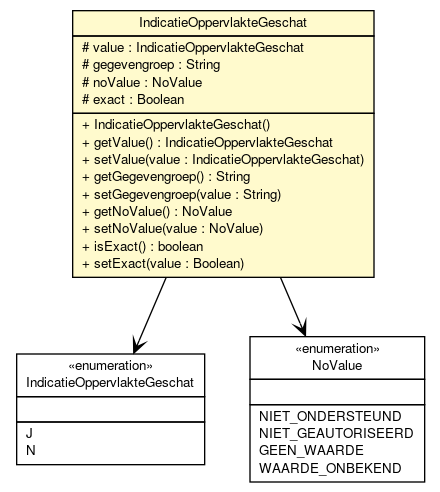 IndicatieOppervlakteGeschat
# value : IndicatieOppervlakteGeschat
# gegevengroep : String
# noValue : NoValue
# exact : Boolean
+ IndicatieOppervlakteGeschat()
+ getValue() : IndicatieOppervlakteGeschat
+ setValue(value : IndicatieOppervlakteGeschat)
+ getGegevengroep() : String
+ setGegevengroep(value : String)
+ getNoValue() : NoValue
+ setNoValue(value : NoValue)
+ isExact() : boolean
+ setExact(value : Boolean)
«enumeration»
IndicatieOppervlakteGeschat
J
N
«enumeration»
NoValue
NIET_ONDERSTEUND
NIET_GEAUTORISEERD
GEEN_WAARDE
WAARDE_ONBEKEND